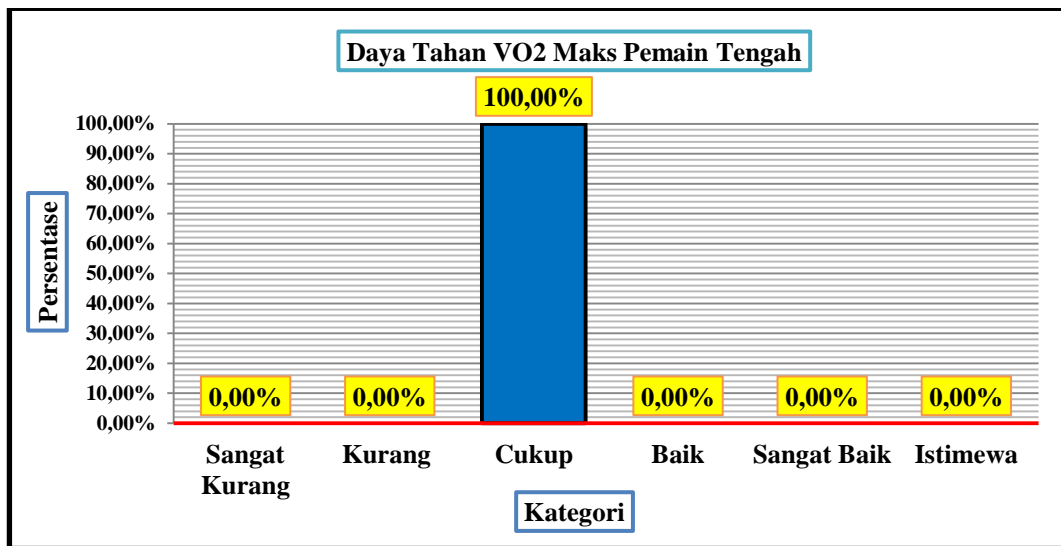 Daya Tahan VO2 Maks Pemain Tengah
100,00%
100,00%
90,00%
80,00%
70,00%
60,00%
50,00%
40,00%
30,00%
20,00%
10,00%
0,00%
Persentase
0,00%
0,00%
0,00%
0,00%
0,00%
Sangat Kurang
Kurang
Cukup
Baik
Sangat Baik
Istimewa
Kategori